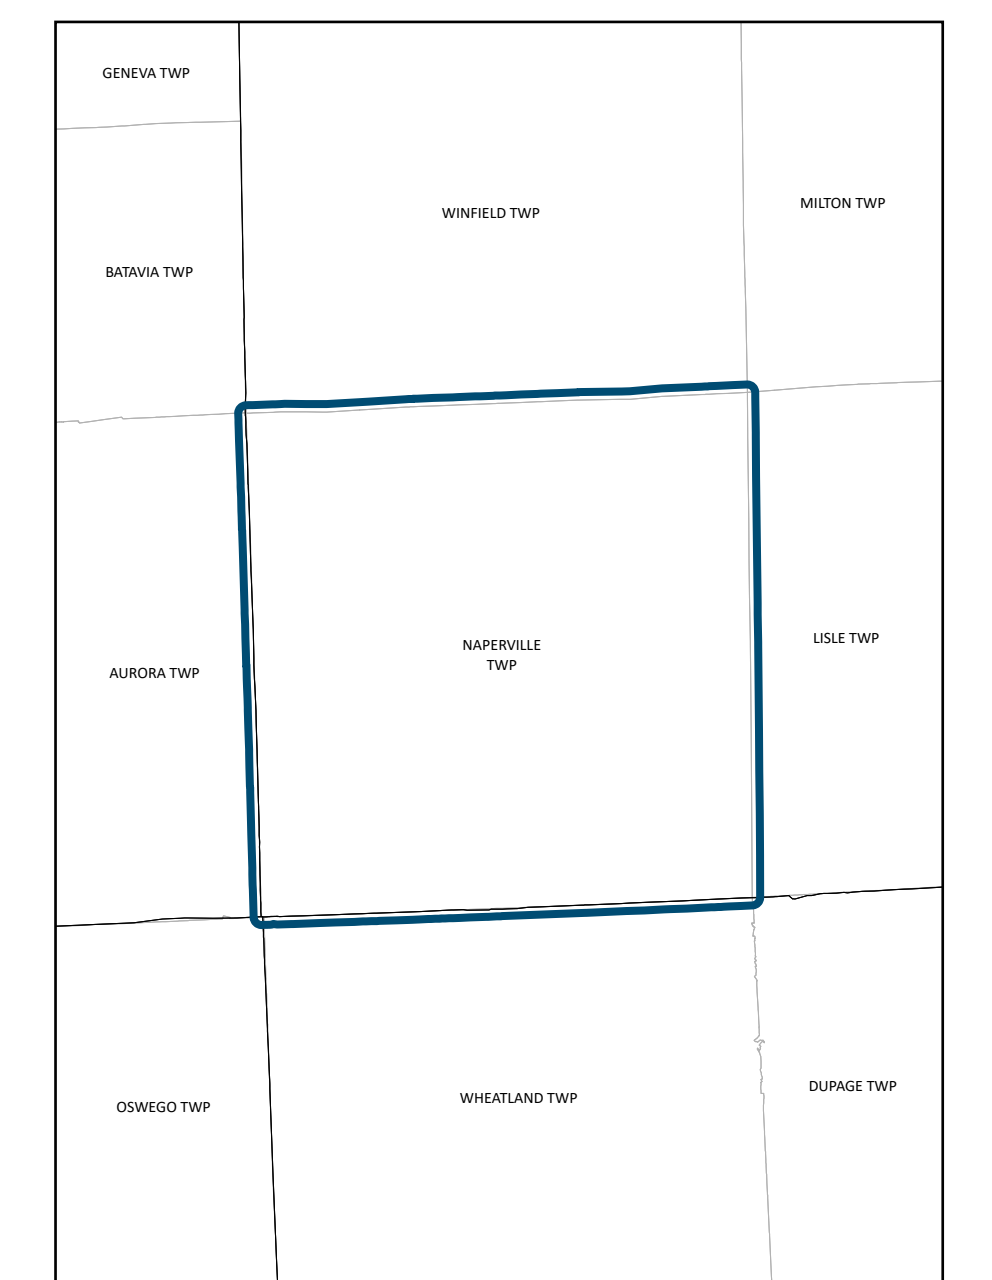 GENEVA TWP
MILTON TWP
WINFIELD TWP
BATAVIA TWP
LISLE TWP
NAPERVILLE
TWP
AURORA TWP
DUPAGE TWP
WHEATLAND TWP
OSWEGO TWP